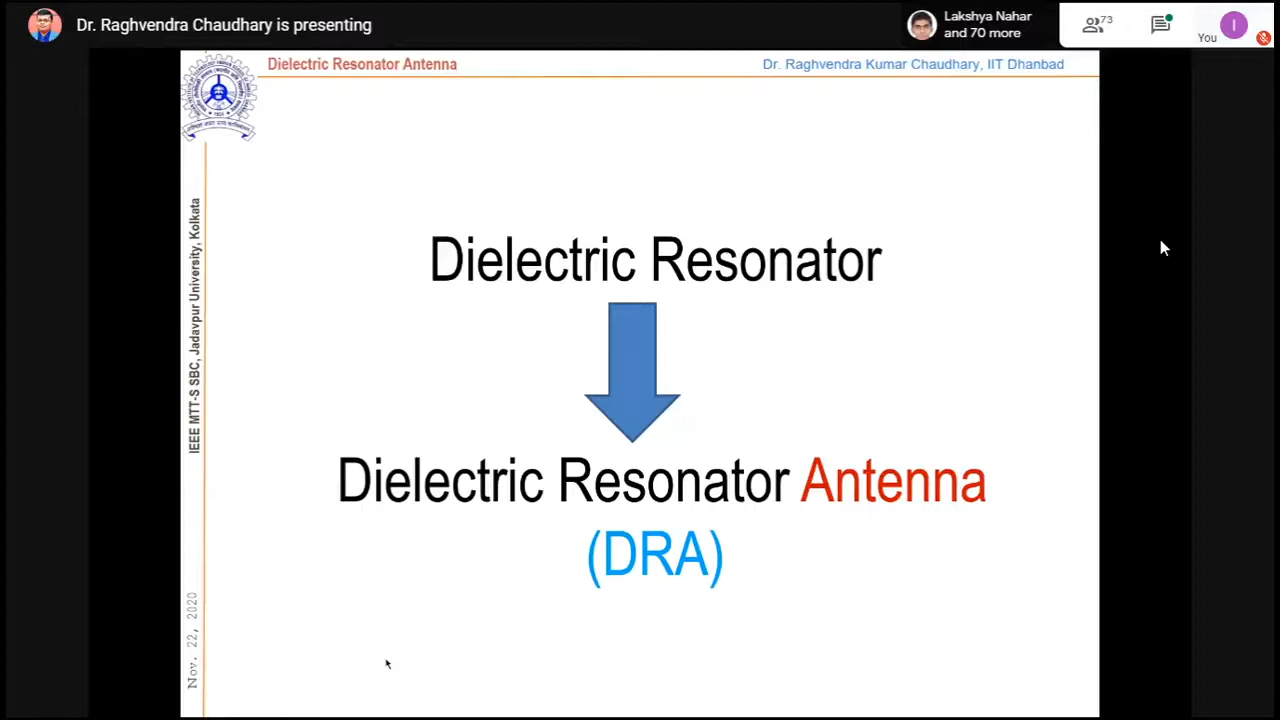 Dr. Raghvendra Chaudhary is presenting
Lakshya Nahar
and 70 more
73
You
I
Dielectric Resonator Antenna
Dr. Raghvendra Kumar Chaudhary, IIT Dhanbad
IEEE MTT-S SBC, Jadavpur University, Kolkata
Nov. 22, 2020
Dielectric Resonator
Dielectric Resonator Antenna
(DRA)